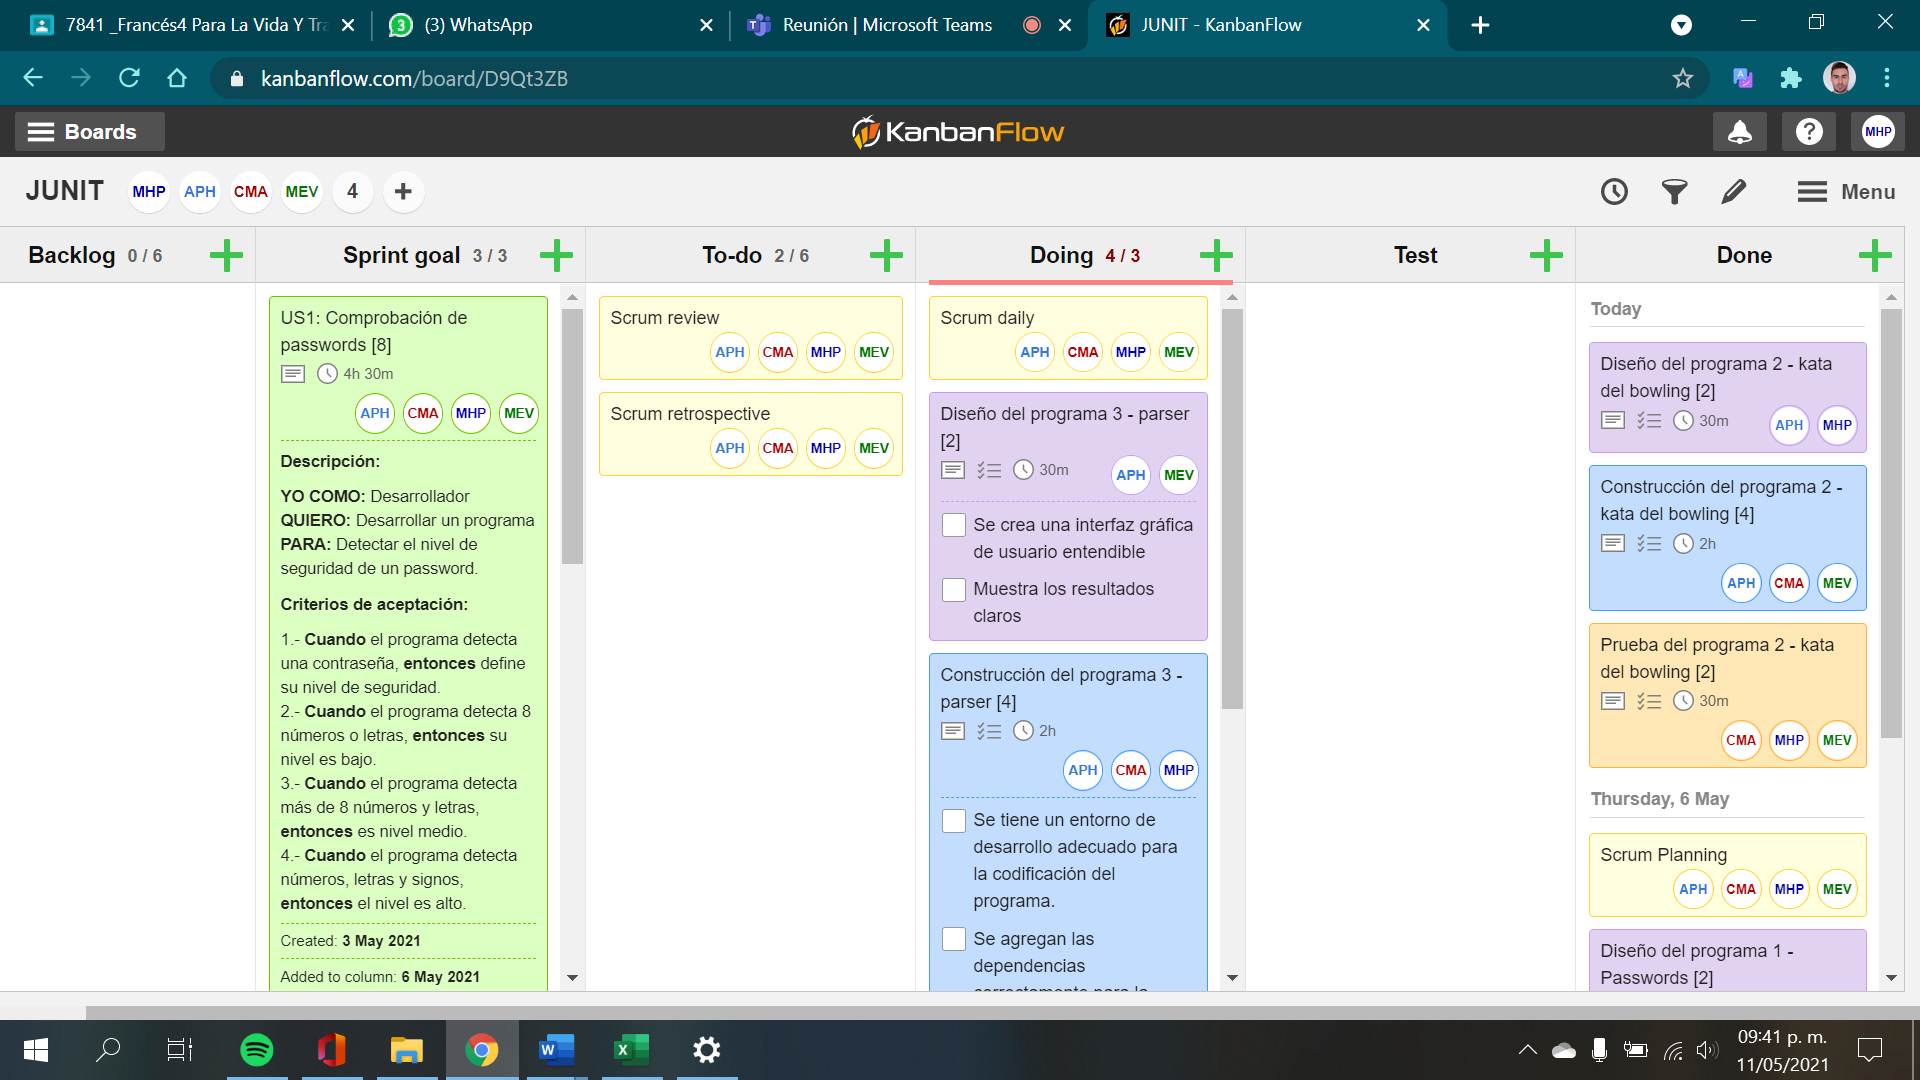 7841 _Francés4 Para La Vida Y Tra
(3) WhatsApp
Reunión | Microsoft Teams
JUNIT - KanbanFlow
kanbanflow.com/board/D9Qt3ZB
Boards
KanbanFlow
MHP
JUNIT
MHP APH CMA MEV 4 +
Menu
Backlog 0 / 6
Sprint goal 3 / 3
To-do 2 / 6
Doing 4 / 3
Test
Done
US1: Comprobación de
passwords [8]
4h 30m
APH CMA MHP MEV
Descripción:
YO COMO: Desarrollador
QUIERO: Desarrollar un programa
PARA: Detectar el nivel de
seguridad de un password.
Criterios de aceptación:
1.- Cuando el programa detecta
una contraseña, entonces define
su nivel de seguridad.
2.- Cuando el programa detecta 8
números o letras, entonces su
nivel es bajo.
3.- Cuando el programa detecta
más de 8 números y letras,
entonces es nivel medio.
4.- Cuando el programa detecta
números, letras y signos,
entonces el nivel es alto.
Created: 3 May 2021
Added to column: 6 May 2021
Scrum review
APH CMA MHP MEV
Scrum retrospective
APH CMA MHP MEV
Scrum daily
APH CMA MHP MEV
Diseño del programa 3 - parser
[2]
30m
APH MEV
Se crea una interfaz gráfica
de usuario entendible
Muestra los resultados
claros
Construcción del programa 3 -
parser [4]
2h
APH CMA MHP
Se tiene un entorno de
desarrollo adecuado para
la codificación del
programa.
Se agregan las
dependencias
correctamente para la
Today
Diseño del programa 2 - kata
del bowling [2]
30m
APH MHP
Construcción del programa 2 -
kata del bowling [4]
2h
APH CMA MEV
Prueba del programa 2 - kata
del bowling [2]
30m
CMA MHP MEV
Thursday, 6 May
Scrum Planning
APH CMA MHP MEV
Diseño del programa 1 -
Passwords [2]
09:41 p. m.
11/05/2021